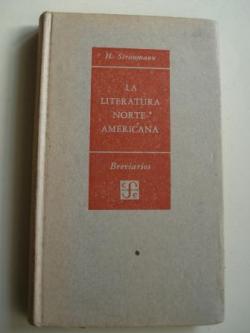 H. Straumann
LA
LITERATURA
NORTE-
AMERICANA
Breviarios